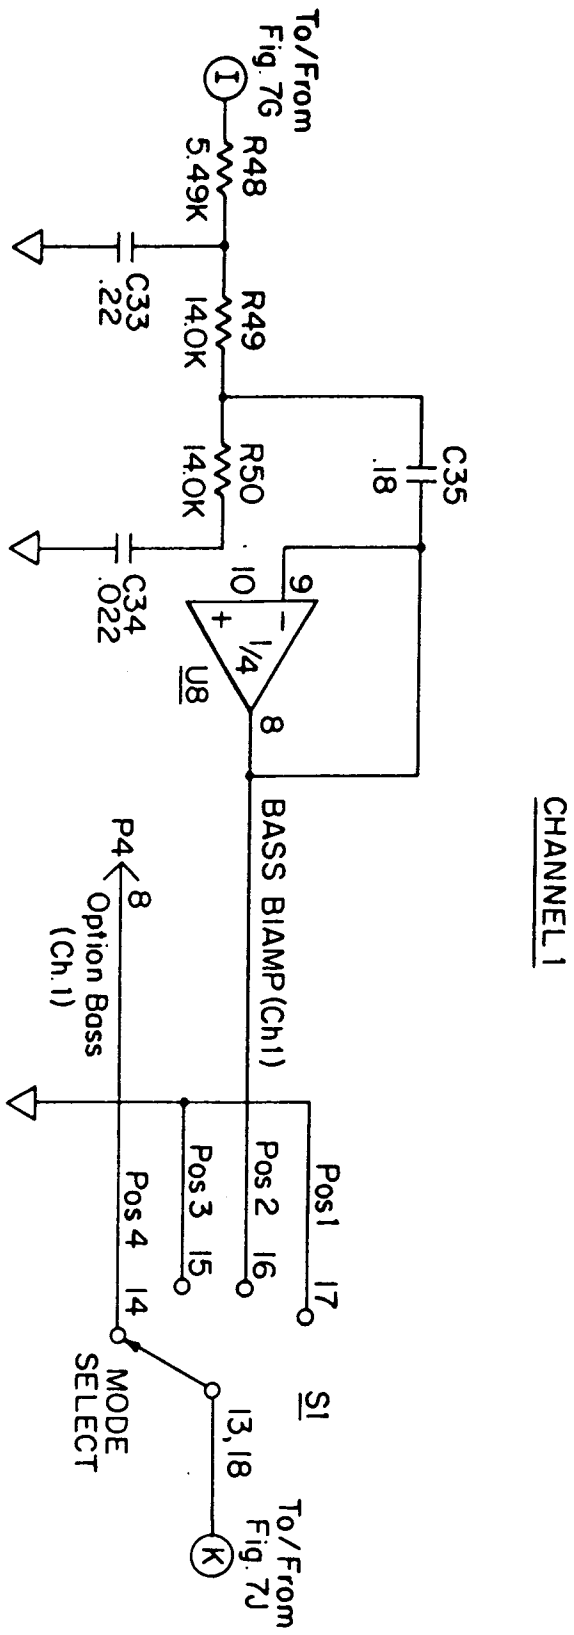 CHANNEL 1
To/From
Fig. 7G
I
R48
5.49K
C33
.22
R49
14.0K
R50
14.0K
C35
.18
C34
.022
9
10
−
+
1/4
U8
8
BASS BIAMP (Ch1)
P4
8
Option Bass
(Ch.1)
Pos1
17
Pos 2
16
Pos 3
15
Pos 4
14
S1
MODE
SELECT
13,18
K
To/From
Fig. 7J